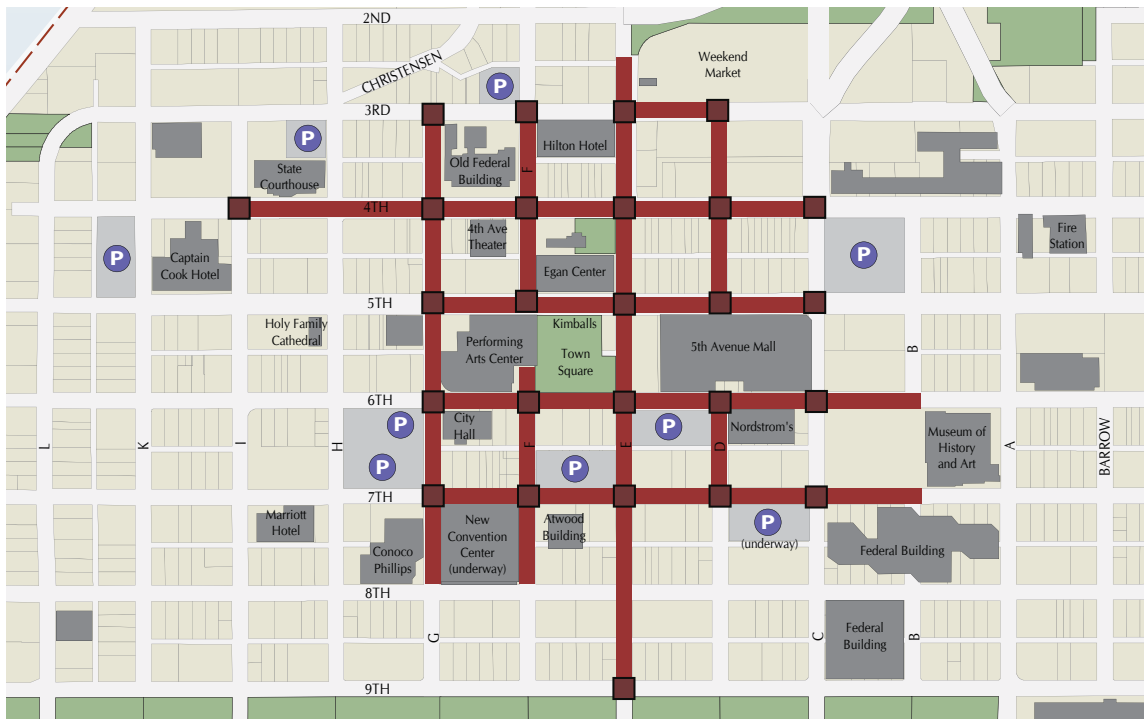 2ND
CHRISTENSEN
P
Weekend
Market
3RD
P
State
Courthouse
Old Federal
Building
F
Hilton Hotel
4TH
P
Captain
Cook Hotel
4th Ave
Theater
Egan Center
P
Fire
Station
5TH
Holy Family
Cathedral
Performing
Arts Center
Kimballs
Town
Square
5th Avenue Mall
B
6TH
L
K
I
H
P
P
City
Hall
F
P
E
P
D
Nordstrom's
Museum of
History
and Art
A
BARROW
7TH
Marriott
Hotel
Conoco
Phillips
New
Convention
Center
(underway)
Atwood
Building
P
(underway)
Federal Building
8TH
G
C
Federal
Building
B
9TH